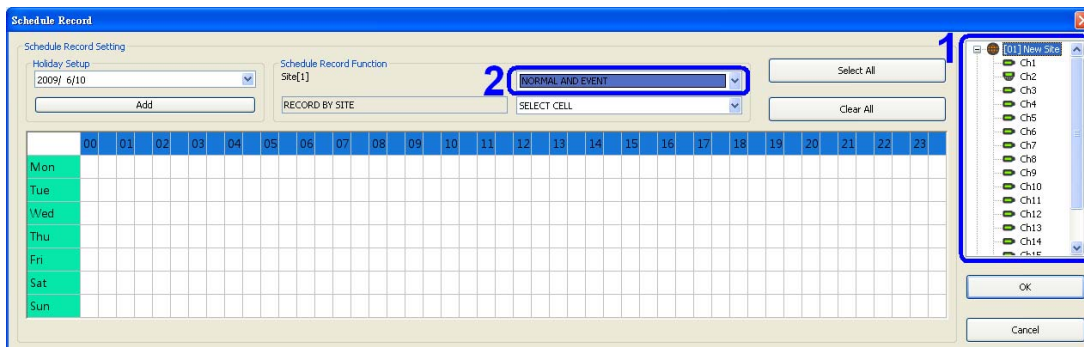 Schedule Record
Schedule Record Setting
Holiday Setup
2009/ 6/10
Add
Schedule Record Function
Site[1]
2
NORMAL AND EVENT
RECORD BY SITE
SELECT CELL
Select All
Clear All
00 01 02 03 04 05 06 07 08 09 10 11 12 13 14 15 16 17 18 19 20 21 22 23
Mon
Tue
Wed
Thu
Fri
Sat
Sun
1
[01] New Site
Ch1
Ch2
Ch3
Ch4
Ch5
Ch6
Ch7
Ch8
Ch9
Ch10
Ch11
Ch12
Ch13
Ch14
Ch15
OK
Cancel